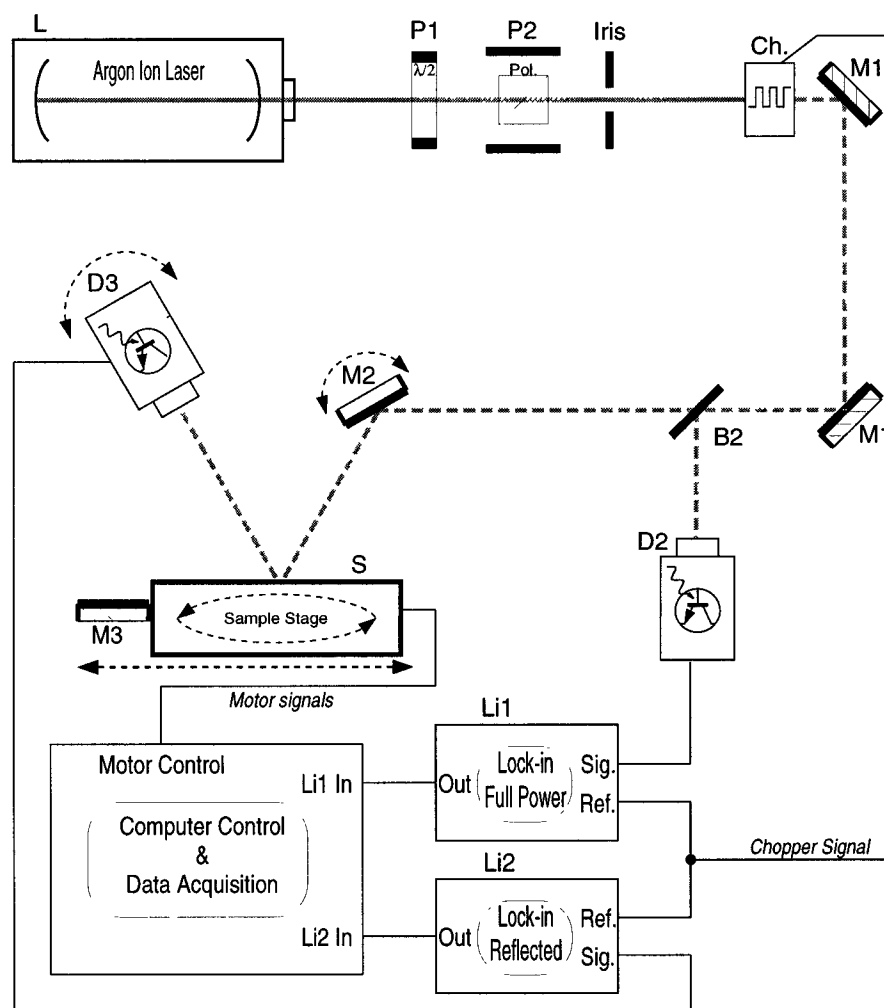 L
P1
P2
Iris
Ch.
M1
Argon Ion Laser
λ/2
Pol.
D3
M2
B2
M1
S
D2
Sample Stage
M3
Motor signals
Li1
Motor Control
Lock-in
Full Power
Sig.
Li1 In
Out
Ref.
Computer Control
&
Data Acquisition
Chopper Signal
Li2
Lock-in
Reflected
Ref.
Li2 In
Out
Sig.